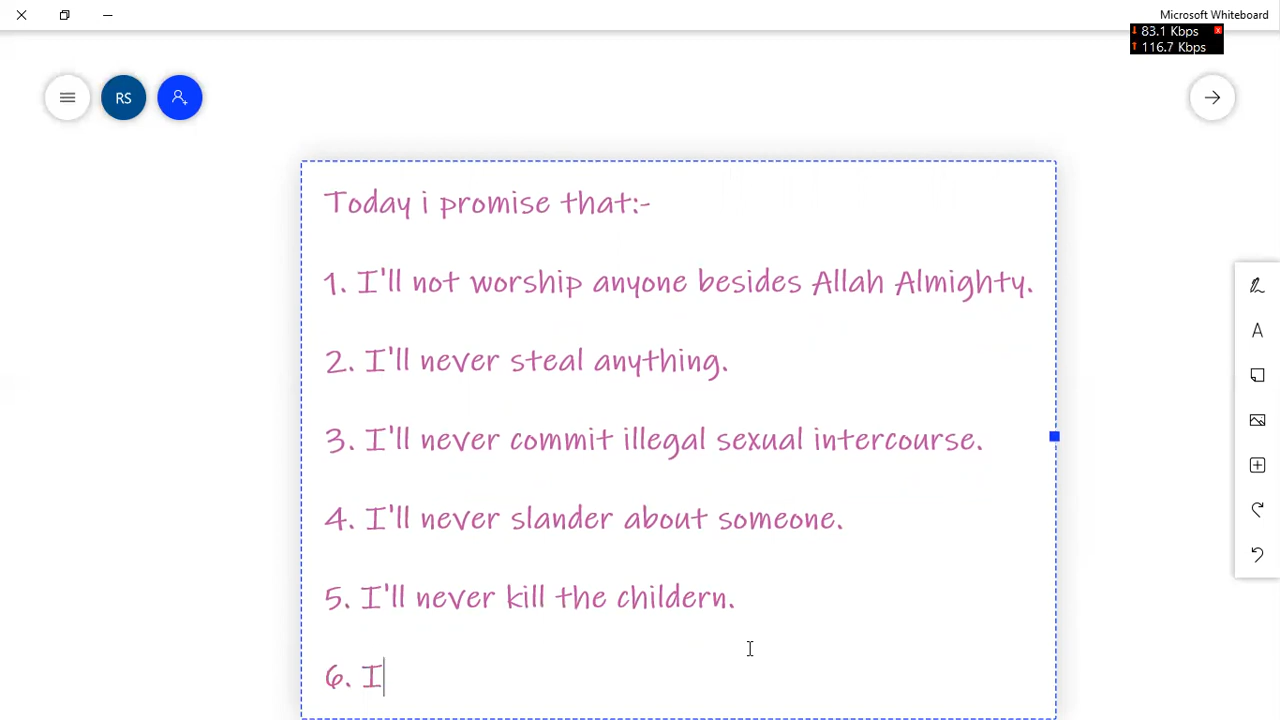 Microsoft Whiteboard
83.1 Kbps x
116.7 Kbps
RS
Today i promise that:-
1. I'll not worship anyone besides Allah Almighty.
2. I'll never steal anything.
3. I'll never commit illegal sexual intercourse.
4. I'll never slander about someone.
5. I'll never kill the childern.
6. I
A